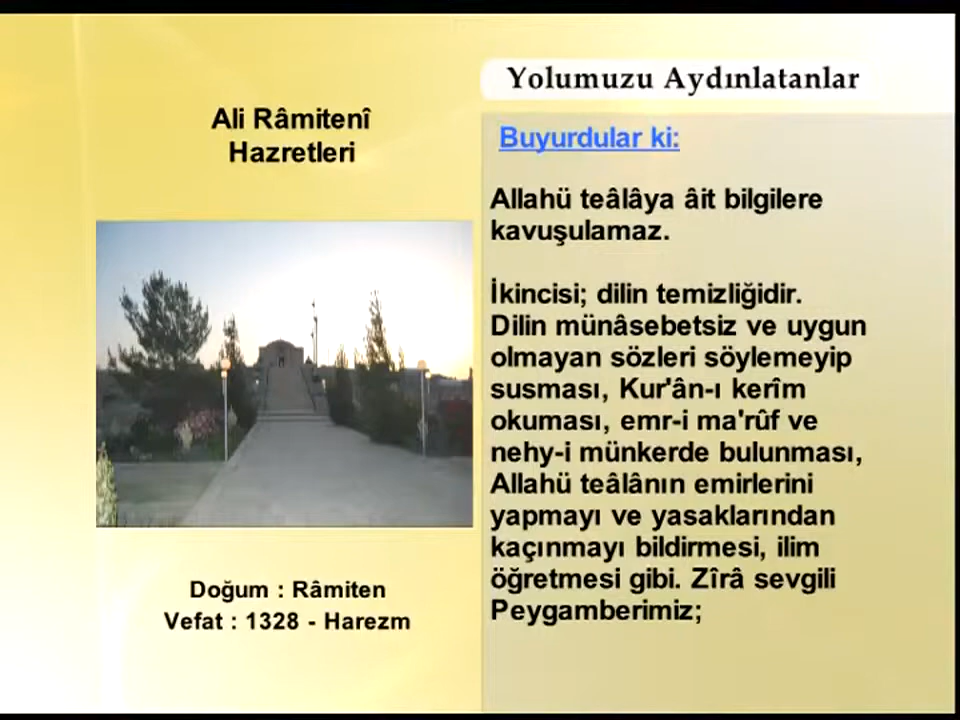 Yolumuzu Aydınlatanlar
Ali Râmitenî
Hazretleri
Doğum : Râmiten
Vefat : 1328 - Harezm
Buyurdular ki:
Allahü teâlâya âit bilgilere
kavuşulamaz.
İkincisi; dilin temizliğidir.
Dilin münâsebetsiz ve uygun
olmayan sözleri söylemeyip
susması, Kur'ân-ı kerîm
okuması, emr-i ma'rûf ve
nehy-i münkerde bulunması,
Allahü teâlânın emirlerini
yapmayı ve yasaklarından
kaçınmayı bildirmesi, ilim
öğretmesi gibi. Zîrâ sevgili
Peygamberimiz;